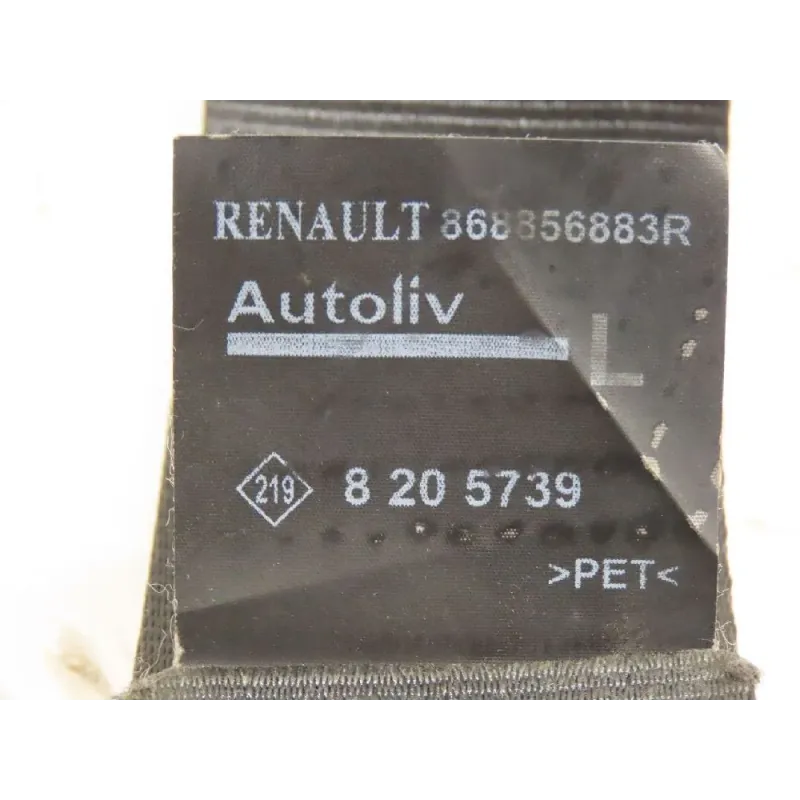 RENAULT 868856883R
Autoliv
L
219 8 20 5739
>PET<